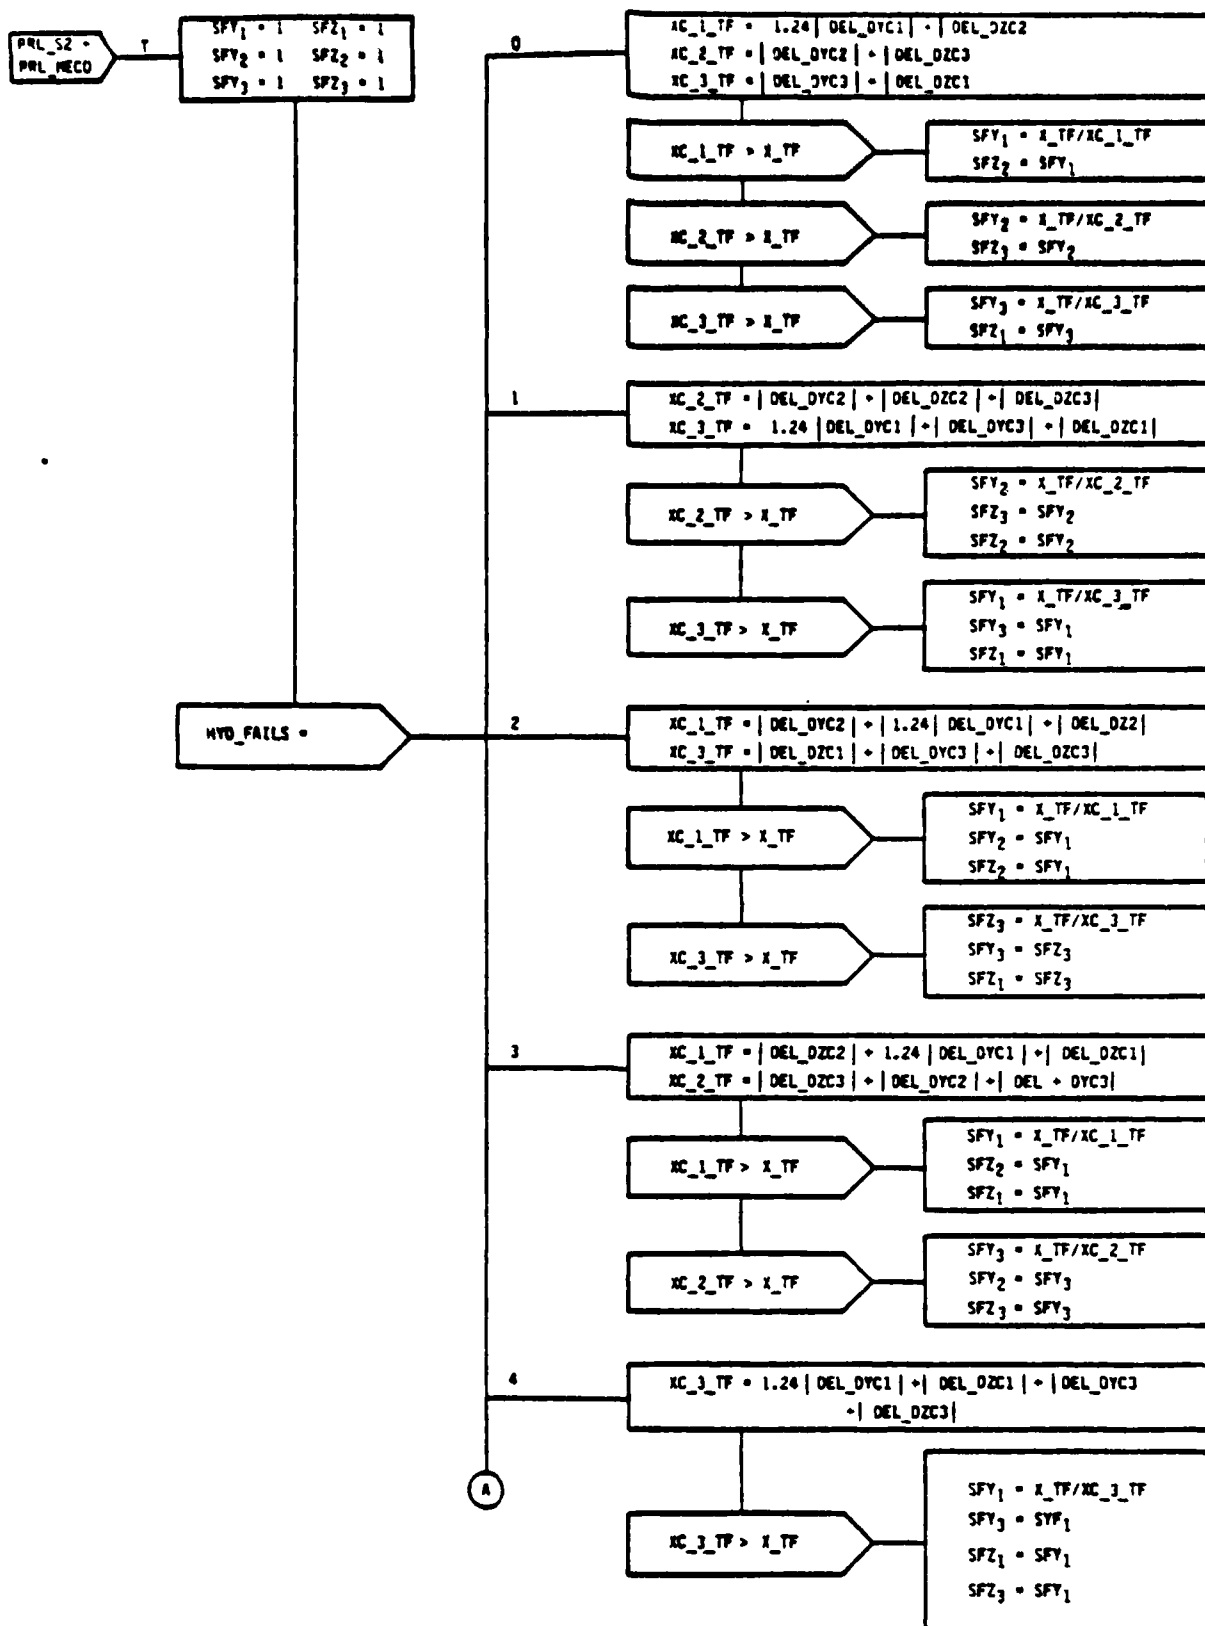 PRL_S2 +
PRL_MECO
T
SFY1 = 1 SFZ1 = 1
SFY2 = 1 SFZ2 = 1
SFY3 = 1 SFZ3 = 1
0
XC_1_TF = 1.24 | DEL_DYC1 | + | DEL_DZC2
XC_2_TF = | DEL_DYC2 | + | DEL_DZC3
XC_3_TF = | DEL_DYC3 | + | DEL_DZC1
XC_1_TF > X_TF
SFY1 = X_TF/XC_1_TF
SFZ2 = SFY1
XC_2_TF > X_TF
SFY2 = X_TF/XC_2_TF
SFZ3 = SFY2
XC_3_TF > X_TF
SFY3 = X_TF/XC_3_TF
SFZ1 = SFY3
1
XC_2_TF = | DEL_DYC2 | + | DEL_DZC2 | + | DEL_DZC3|
XC_3_TF = 1.24 | DEL_DYC1 | + | DEL_DYC3 | + | DEL_DZC1|
XC_2_TF > X_TF
SFY2 = X_TF/XC_2_TF
SFZ3 = SFY2
SFZ2 = SFY2
XC_3_TF > X_TF
SFY1 = X_TF/XC_3_TF
SFY3 = SFY1
SFZ1 = SFY1
HYD_FAILS =
2
XC_1_TF = | DEL_DYC2 | + | 1.24 | DEL_DYC1 | + | DEL_DZ2|
XC_3_TF = | DEL_DZC1 | + | DEL_DYC3 | + | DEL_DZC3|
XC_1_TF > X_TF
SFY1 = X_TF/XC_1_TF
SFY2 = SFY1
SFZ2 = SFY1
XC_3_TF > X_TF
SFZ3 = X_TF/XC_3_TF
SFY3 = SFZ3
SFZ1 = SFZ3
3
XC_1_TF = | DEL_DZC2 | + 1.24 | DEL_DYC1 | + | DEL_DZC1|
XC_2_TF = | DEL_DZC3 | + | DEL_DYC2 | + | DEL + DYC3|
XC_1_TF > X_TF
SFY1 = X_TF/XC_1_TF
SFZ2 = SFY1
SFZ1 = SFY1
XC_2_TF > X_TF
SFY3 = X_TF/XC_2_TF
SFY2 = SFY3
SFZ3 = SFY3
4
XC_3_TF = 1.24 | DEL_DYC1 | + | DEL_DZC1 | + | DEL_DYC3
+ | DEL_DZC3|
A
XC_3_TF > X_TF
SFY1 = X_TF/XC_3_TF
SFY3 = SYF1
SFZ1 = SFY1
SFZ3 = SFY1